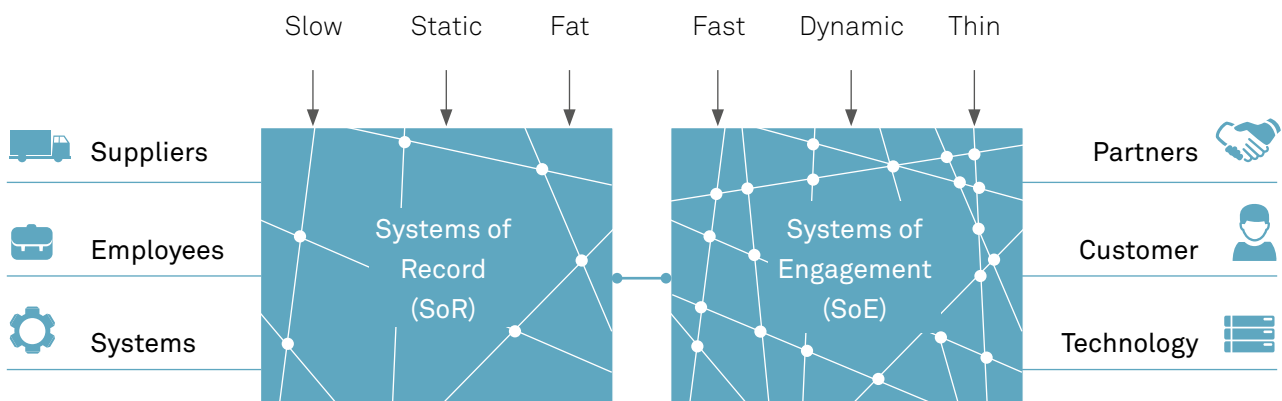 Slow
Static
Fat
Fast
Dynamic
Thin
Suppliers
Employees
Systems
Systems of
Record
(SoR)
Systems of
Engagement
(SoE)
Partners
Customer
Technology